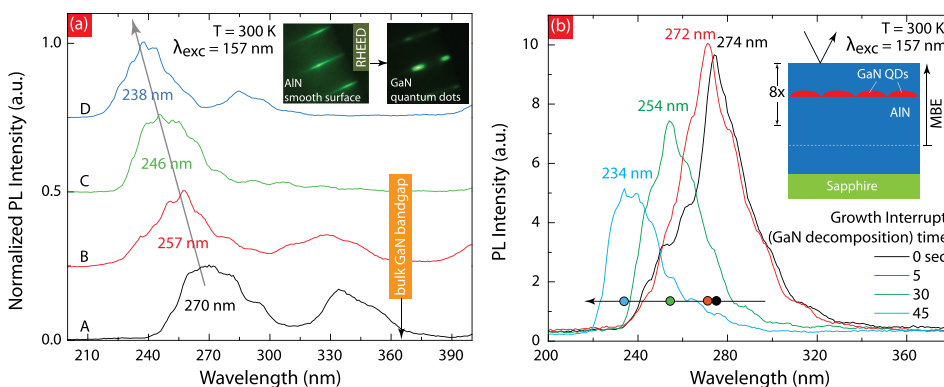 (a)
T = 300 K
λexc = 157 nm
RHEED
AlN
smooth surface
GaN
quantum dots
Normalized PL Intensity (a.u.)
1.0
0.5
0.0
D
238 nm
C
246 nm
B
257 nm
A
270 nm
bulk GaN bandgap
210 240 270 300 330 360 390
Wavelength (nm)
(b)
T = 300 K
λexc = 157 nm
272 nm
274 nm
254 nm
234 nm
8x
GaN QDs
AlN
MBE
Sapphire
Growth Interrupt
(GaN decomposition) time
0 sec
5
30
45
PL Intensity (a.u.)
10
8
6
4
2
0
200 240 280 320 360
Wavelength (nm)